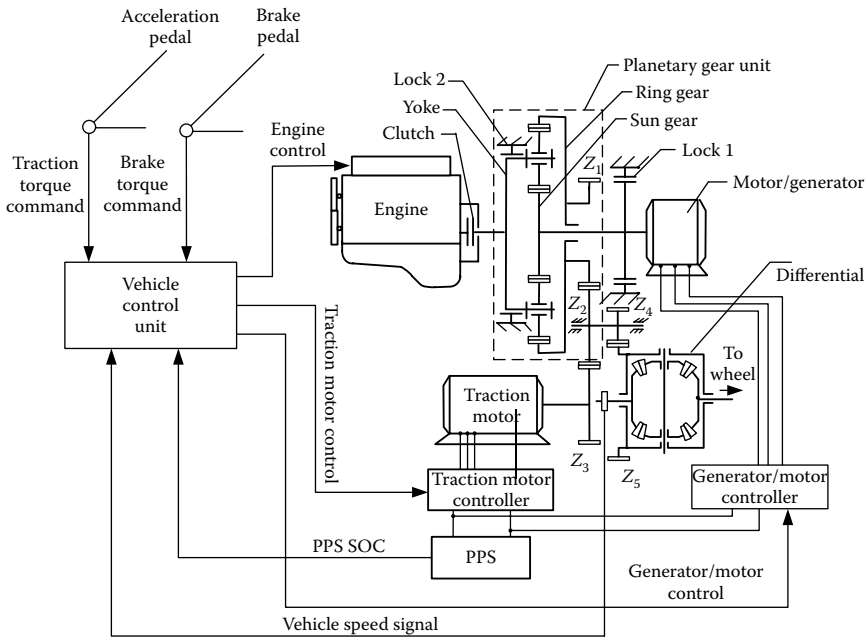 Acceleration
pedal
Brake
pedal
Lock 2
Yoke
Clutch
Planetary gear unit
Ring gear
Sun gear
Lock 1
Motor/generator
Engine
control
Traction
torque
command
Brake
torque
command
Z1
Engine
Vehicle
control
unit
Traction motor control
Z2
Z4
Differential
To
wheel
Traction
motor
Z3
Z5
Traction motor
controller
Generator/motor
controller
PPS SOC
PPS
Generator/motor
control
Vehicle speed signal